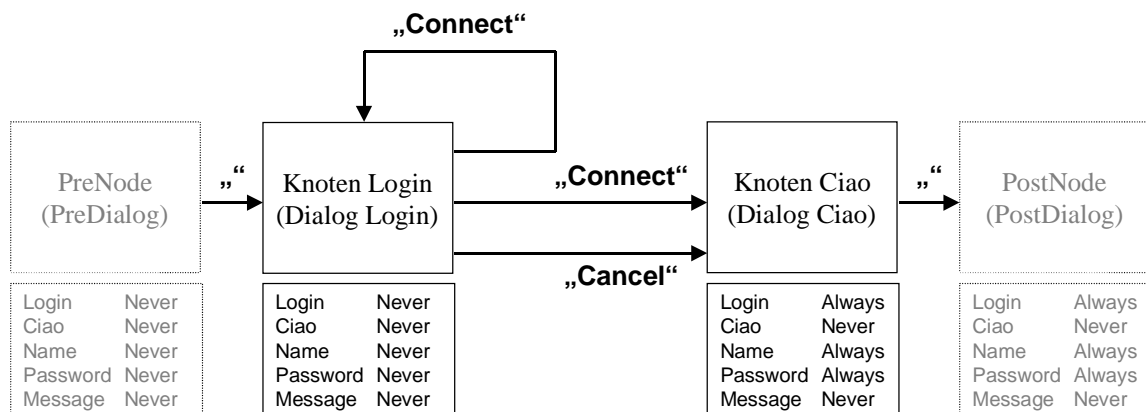 „Connect“
PreNode
(PreDialog)
„“
Knoten Login
(Dialog Login)
„Connect“
„Cancel“
Knoten Ciao
(Dialog Ciao)
„“
PostNode
(PostDialog)
Login Never
Ciao Never
Name Never
Password Never
Message Never
Login Never
Ciao Never
Name Never
Password Never
Message Never
Login Always
Ciao Never
Name Always
Password Always
Message Never
Login Always
Ciao Never
Name Always
Password Always
Message Never